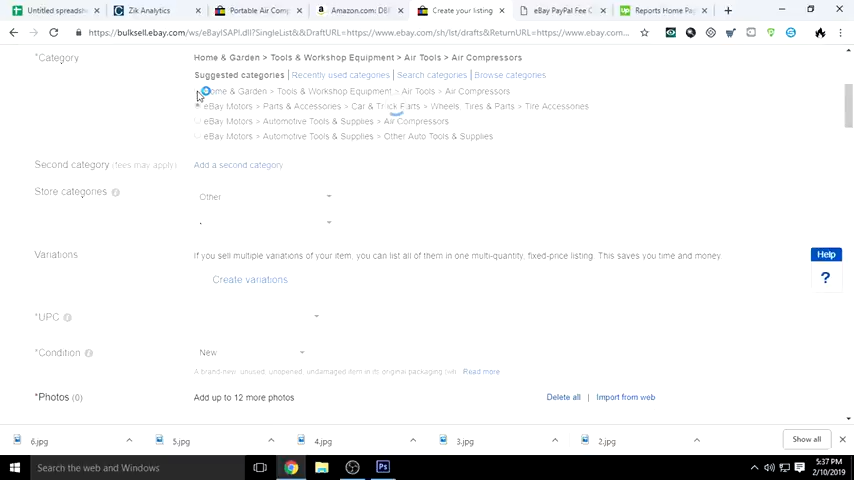 Untitled spreadsh
Zik Analytics
Portable Air Comp
Amazon.com: DB
Create your listing
eBay PayPal Fee C
Reports Home Pag
https://bulksell.ebay.com/ws/eBayISAPI.dll?SingleList&&DraftURL=https://www.ebay.com/sh/lst/drafts&ReturnURL=https://www.ebay.com...
*Category
Home & Garden > Tools & Workshop Equipment > Air Tools > Air Compressors
Suggested categories | Recently used categories | Search categories | Browse categories
Home & Garden > Tools & Workshop Equipment > Air Tools > Air Compressors
eBay Motors > Parts & Accessories > Car & Truck Parts > Wheels, Tires & Parts > Tire Accessories
eBay Motors > Automotive Tools & Supplies > Air Compressors
eBay Motors > Automotive Tools & Supplies > Other Auto Tools & Supplies
Second category (fees may apply)
Add a second category
Store categories
Other
Variations
If you sell multiple variations of your item, you can list all of them in one multi-quantity, fixed-price listing. This saves you time and money
Create variations
Help
?
*UPC
*Condition
New
A brand-new, unused, unopened, undamaged item in its original packaging (wh
Read more
*Photos (0)
Add up to 12 more photos
Delete all | Import from web
6.jpg
5.jpg
4.jpg
3.jpg
2.jpg
Show all
Search the web and Windows
5:37 PM
2/10/2019